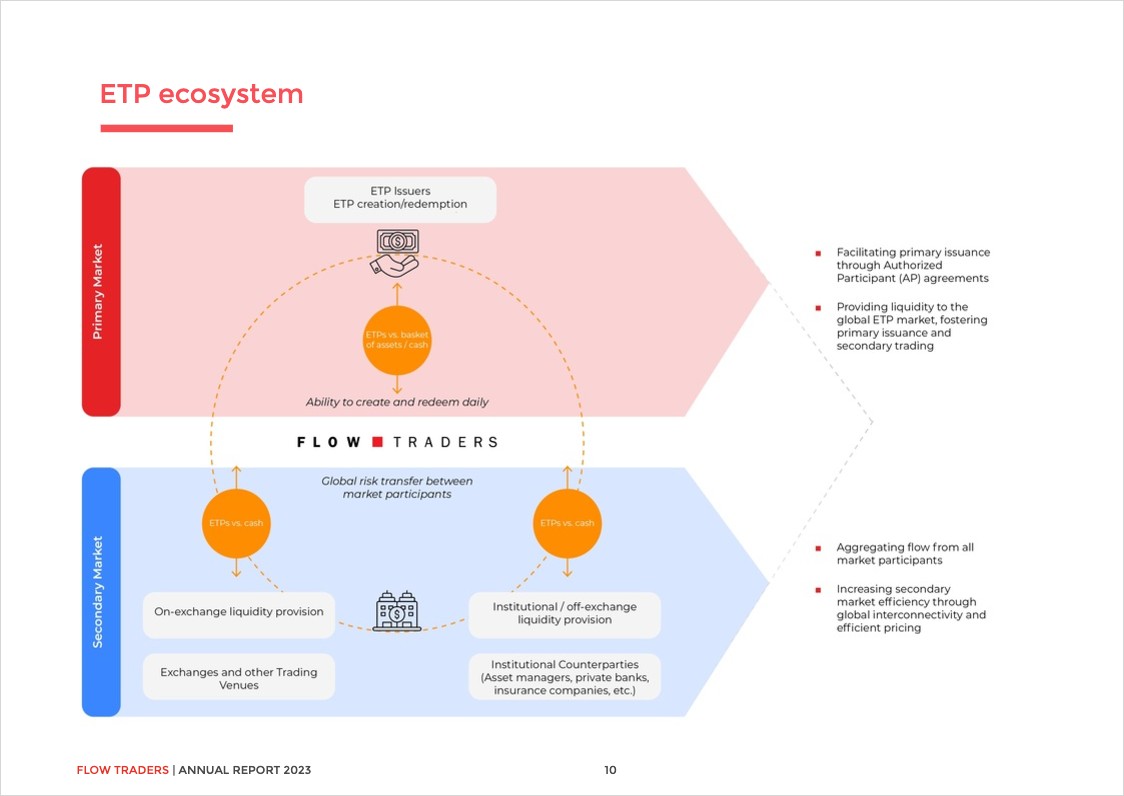 ETP ecosystem
Primary Market
ETP Issuers
ETP creation/redemption
ETPs vs. basket
of assets / cash
Ability to create and redeem daily
FLOW TRADERS
Facilitating primary issuance
through Authorized
Participant (AP) agreements
Providing liquidity to the
global ETP market, fostering
primary issuance and
secondary trading
Secondary Market
Global risk transfer between
market participants
ETPs vs. cash
ETPs vs. cash
On-exchange liquidity provision
Institutional / off-exchange
liquidity provision
Exchanges and other Trading
Venues
Institutional Counterparties
(Asset managers, private banks,
insurance companies, etc.)
Aggregating flow from all
market participants
Increasing secondary
market efficiency through
global interconnectivity and
efficient pricing
FLOW TRADERS | ANNUAL REPORT 2023
10